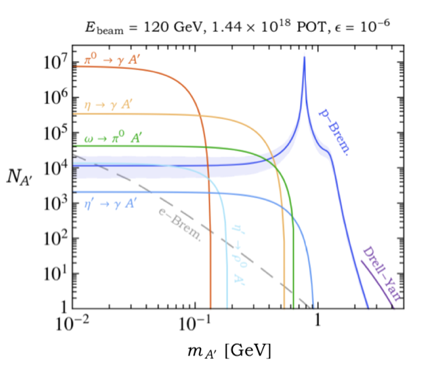 E_beam = 120 GeV, 1.44 × 10^18 POT, ϵ = 10^-6
10^7
10^6
10^5
10^4
10^3
10^2
10^1
1
N_A′
π^0 → γ A′
η → γ A′
ω → π^0 A′
η′ → γ A′
e-Brem.
p-Brem.
Drell-Yan
10^-2
10^-1
1
m_A′ [GeV]